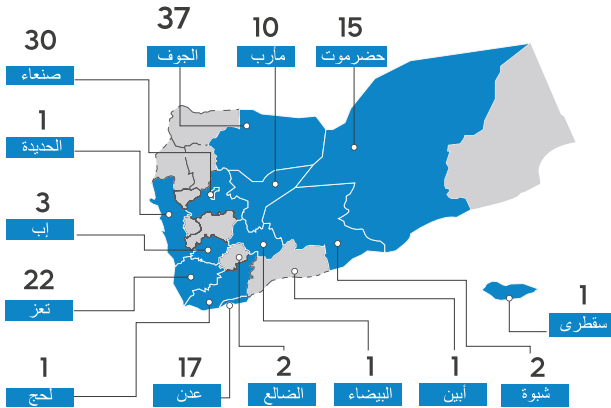 37
الجوف
10
مأرب
15
حضرموت
30
صنعاء
1
الحديدة
3
إب
22
تعز
1
لحج
17
عدن
2
الضالع
1
البيضاء
1
أبين
2
شبوة
1
سقطرى